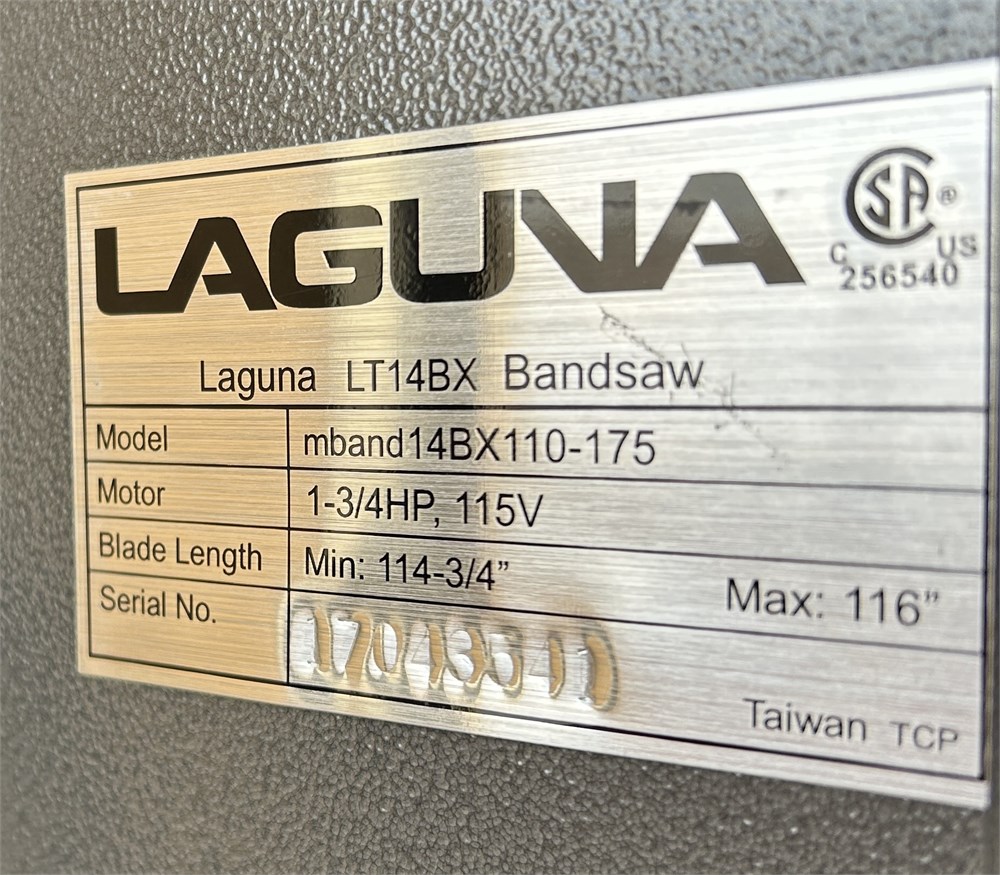 LAGUNA
CSA®
C US
256540
Laguna LT14BX Bandsaw
Model mband14BX110-175
Motor 1-3/4HP, 115V
Blade Length Min: 114-3/4” Max: 116”
Serial No.
Taiwan TCP